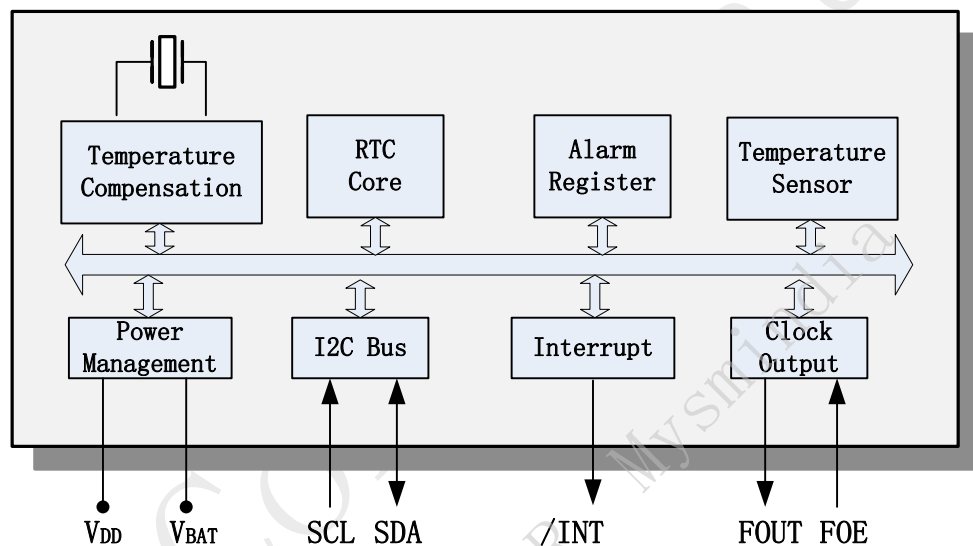 Temperature
Compensation
RTC
Core
Alarm
Register
Temperature
Sensor
Power
Management
I2C Bus
Interrupt
Clock
Output
VDD
VBAT
SCL SDA
/INT
FOUT FOE
Mysmindia